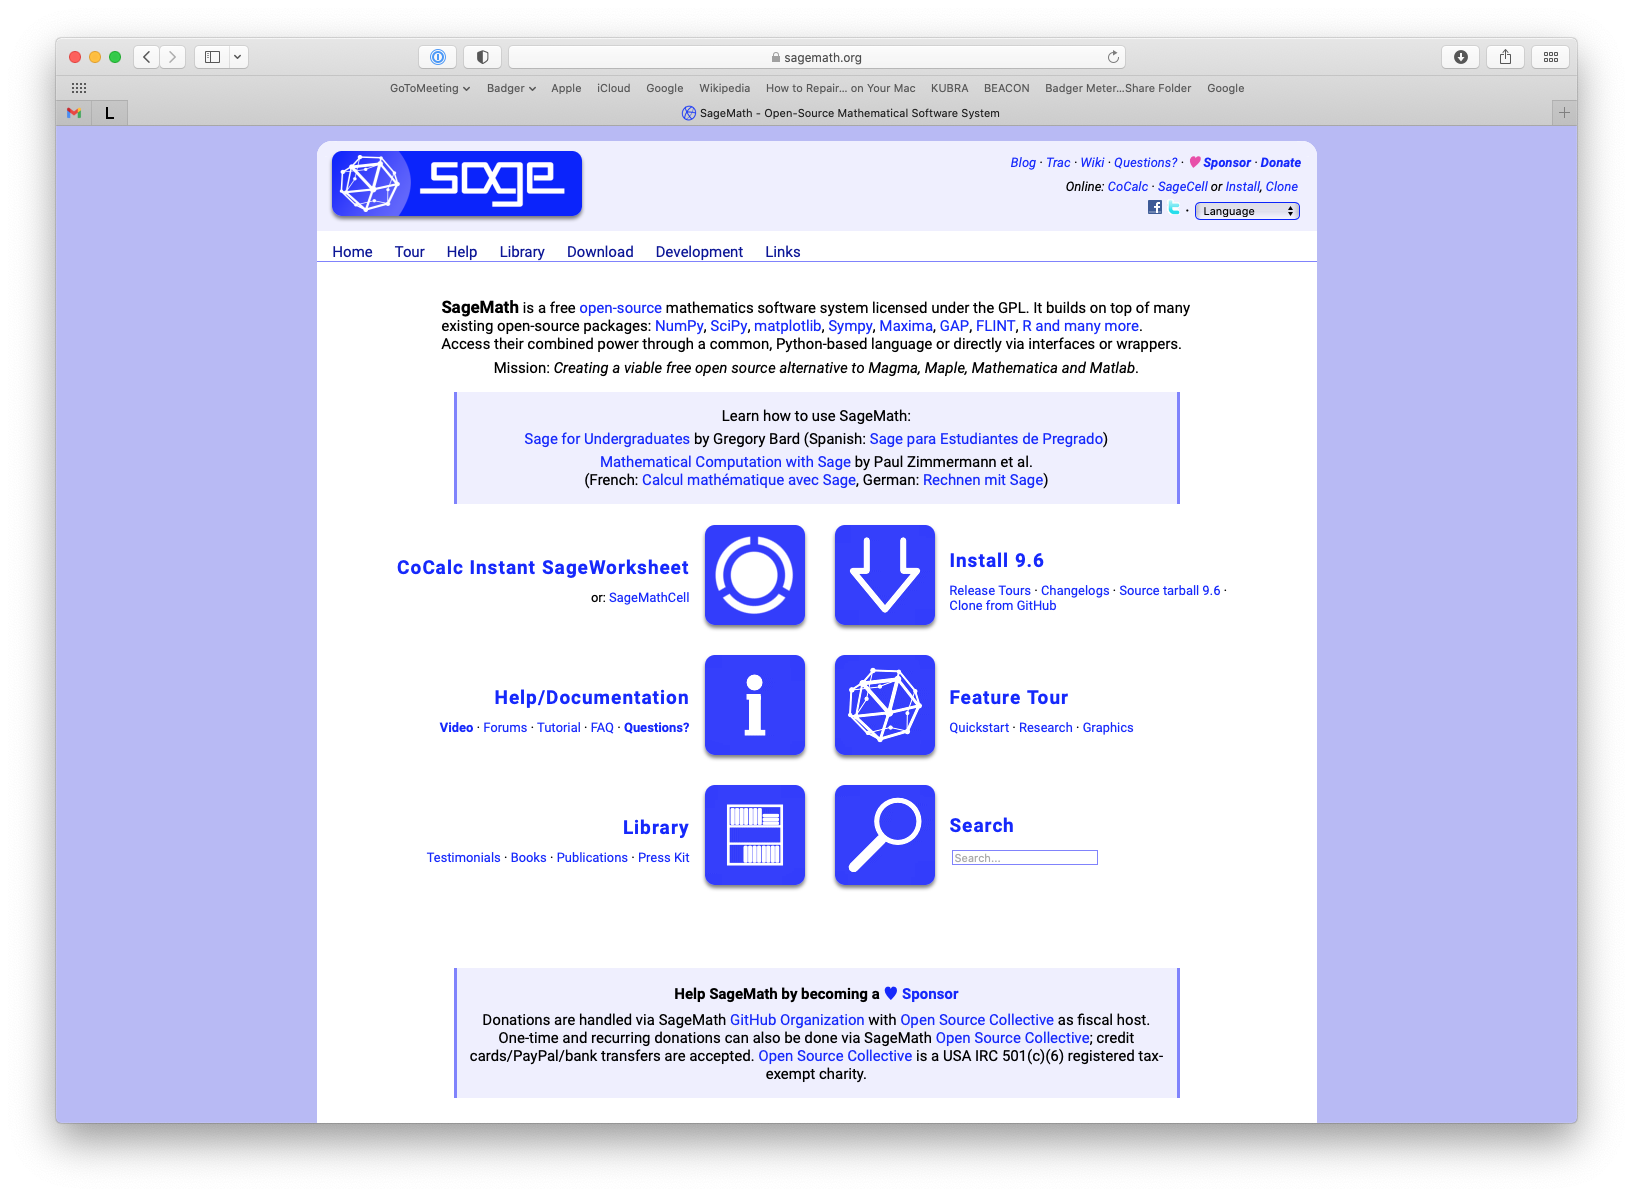 sagemath.org
GoToMeeting Badger Apple iCloud Google Wikipedia How to Repair... on Your Mac KUBRA BEACON Badger Meter...Share Folder Google
L SageMath - Open-Source Mathematical Software System
sage
Blog · Trac · Wiki · Questions? · Sponsor · Donate
Online: CoCalc · SageCell or Install, Clone
· Language
Home Tour Help Library Download Development Links
SageMath is a free open-source mathematics software system licensed under the GPL. It builds on top of many
existing open-source packages: NumPy, SciPy, matplotlib, Sympy, Maxima, GAP, FLINT, R and many more.
Access their combined power through a common, Python-based language or directly via interfaces or wrappers.
Mission: Creating a viable free open source alternative to Magma, Maple, Mathematica and Matlab.
Learn how to use SageMath:
Sage for Undergraduates by Gregory Bard (Spanish: Sage para Estudiantes de Pregrado)
Mathematical Computation with Sage by Paul Zimmermann et al.
(French: Calcul mathématique avec Sage, German: Rechnen mit Sage)
CoCalc Instant SageWorksheet
or: SageMathCell
Install 9.6
Release Tours · Changelogs · Source tarball 9.6 ·
Clone from GitHub
Help/Documentation
Video · Forums · Tutorial · FAQ · Questions?
Feature Tour
Quickstart · Research · Graphics
Library
Testimonials · Books · Publications · Press Kit
Search
Search...
Help SageMath by becoming a Sponsor
Donations are handled via SageMath GitHub Organization with Open Source Collective as fiscal host.
One-time and recurring donations can also be done via SageMath Open Source Collective; credit
cards/PayPal/bank transfers are accepted. Open Source Collective is a USA IRC 501(c)(6) registered tax-
exempt charity.